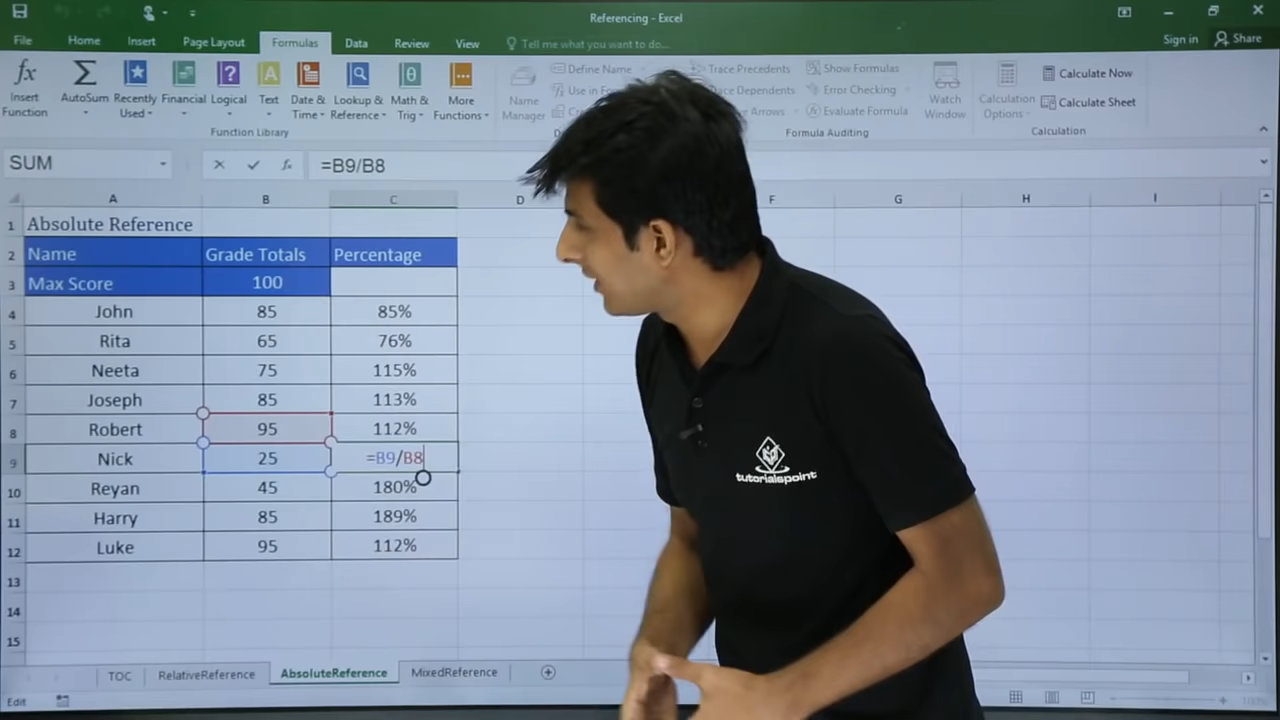 Referencing - Excel
File Home Insert Page Layout Formulas Data Review View Tell me what you want to do... Sign in Share
Insert Function
AutoSum
Recently Used
Financial
Logical
Text
Date & Time
Lookup & Reference
Math & Trig
More Functions
Function Library
Name Manager
Define Name
Use in
Trace Precedents
Show Formulas
Error Checking
Evaluate Formula
Formula Auditing
Watch Window
Calculation Options
Calculate Now
Calculate Sheet
Calculation
SUM fx =B9/B8
A B C D F G H I
1 Absolute Reference
2 Name Grade Totals Percentage
3 Max Score 100
4 John 85 85%
5 Rita 65 76%
6 Neeta 75 115%
7 Joseph 85 113%
8 Robert 95 112%
9 Nick 25 =B9/B8
10 Reyan 45 180%
11 Harry 85 189%
12 Luke 95 112%
13
14
15
tutorialspoint
TOC RelativeReference AbsoluteReference MixedReference
Edit 100%